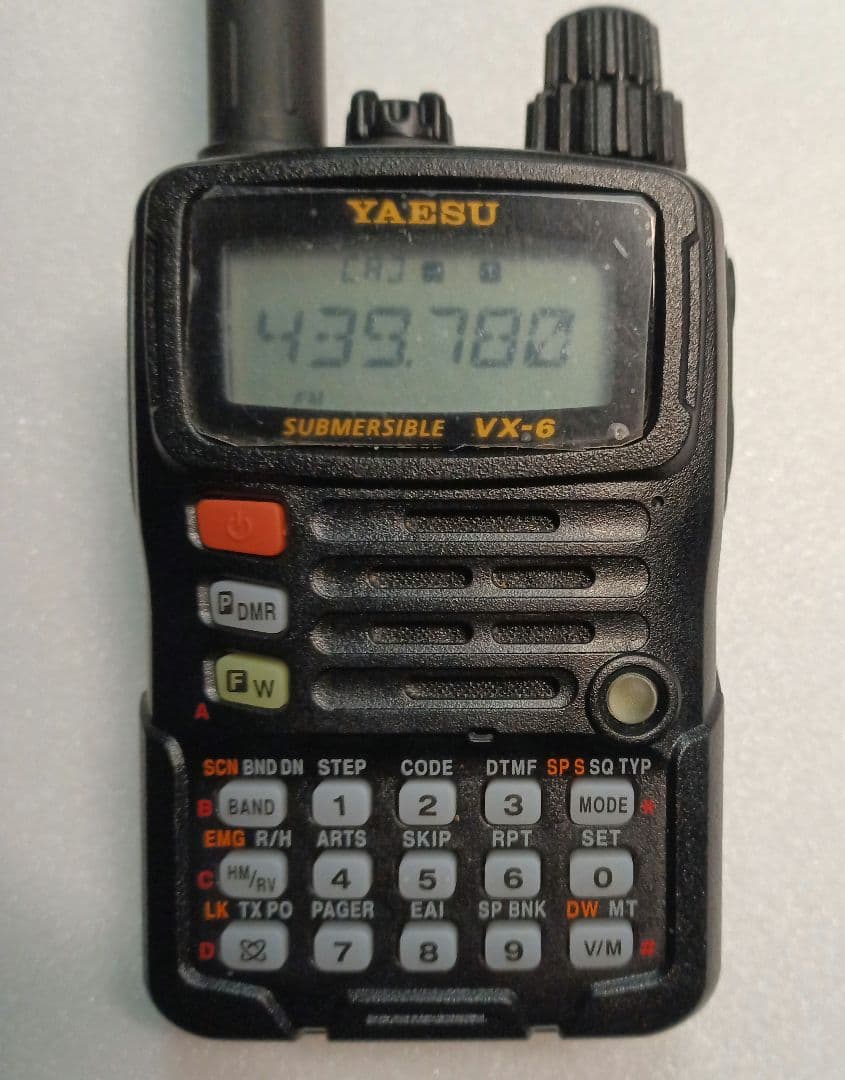 YAESU
439.780
SUBMERSIBLE VX-6
P DMR
F W
A
SCN BND DN STEP CODE DTMF SP S SQ TYP
B BAND 1 2 3 MODE *
EMG R/H ARTS SKIP RPT SET
C HM/RV 4 5 6 0
LK TX PO PAGER EAI SP BNK DW MT
D 7 8 9 V/M #